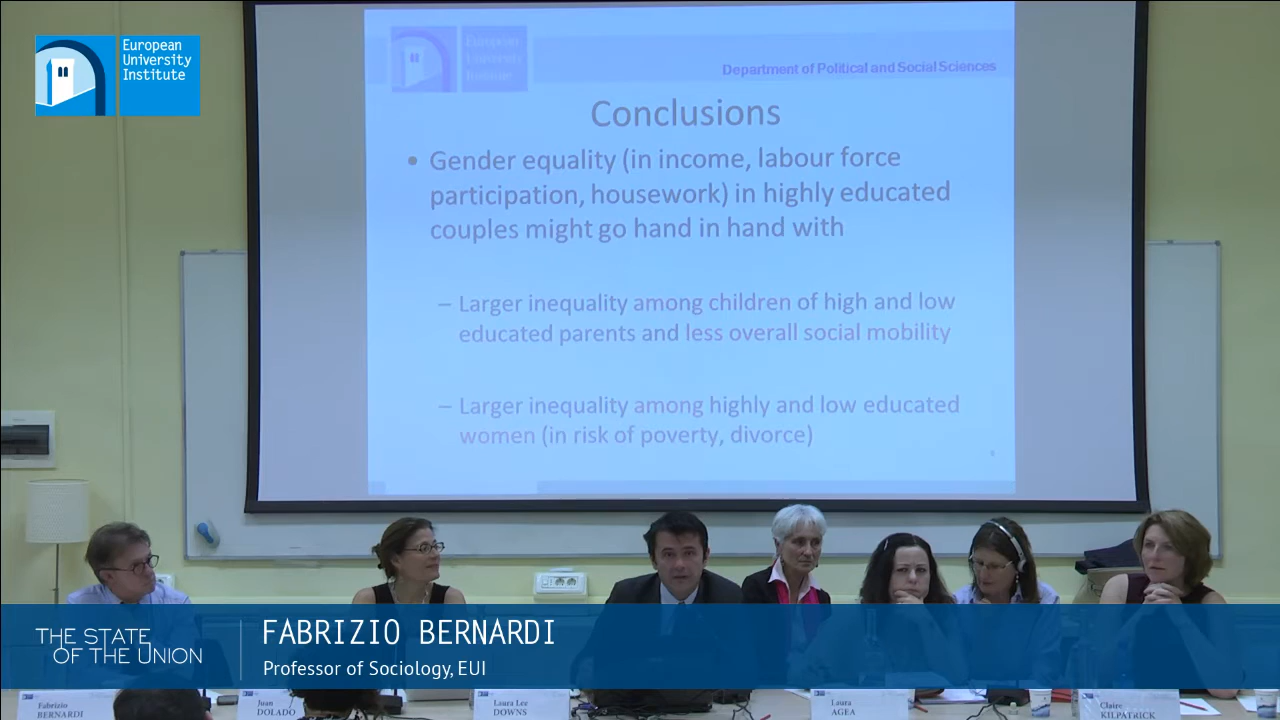 European
University
Institute
European
University
Institute
Department of Political and Social Sciences
Conclusions
• Gender equality (in income, labour force
participation, housework) in highly educated
couples might go hand in hand with
– Larger inequality among children of high and low
educated parents and less overall social mobility
– Larger inequality among highly and low educated
women (in risk of poverty, divorce)
THE STATE
OF THE UNION
FABRIZIO BERNARDI
Professor of Sociology, EUI
Fabrizio
BERNARDI
Juan
DOLADO
Laura Lee
DOWNS
Laura
AGEA
Claire
KILPATRICK